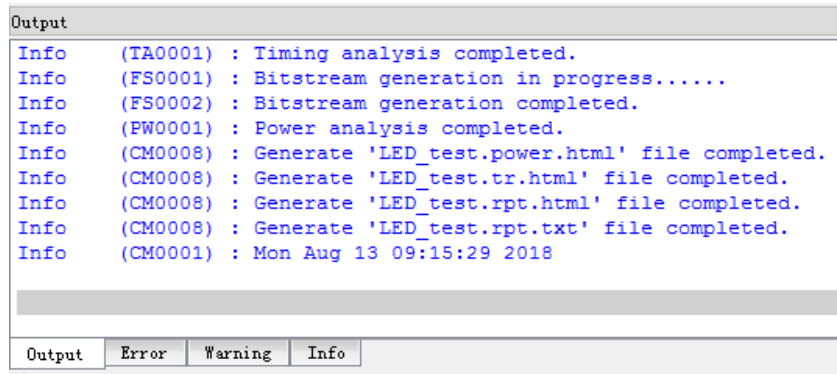 Output
Info (TA0001) : Timing analysis completed.
Info (FS0001) : Bitstream generation in progress......
Info (FS0002) : Bitstream generation completed.
Info (PW0001) : Power analysis completed.
Info (CM0008) : Generate 'LED_test.power.html' file completed.
Info (CM0008) : Generate 'LED_test.tr.html' file completed.
Info (CM0008) : Generate 'LED_test.rpt.html' file completed.
Info (CM0008) : Generate 'LED_test.rpt.txt' file completed.
Info (CM0001) : Mon Aug 13 09:15:29 2018
Output Error Warning Info